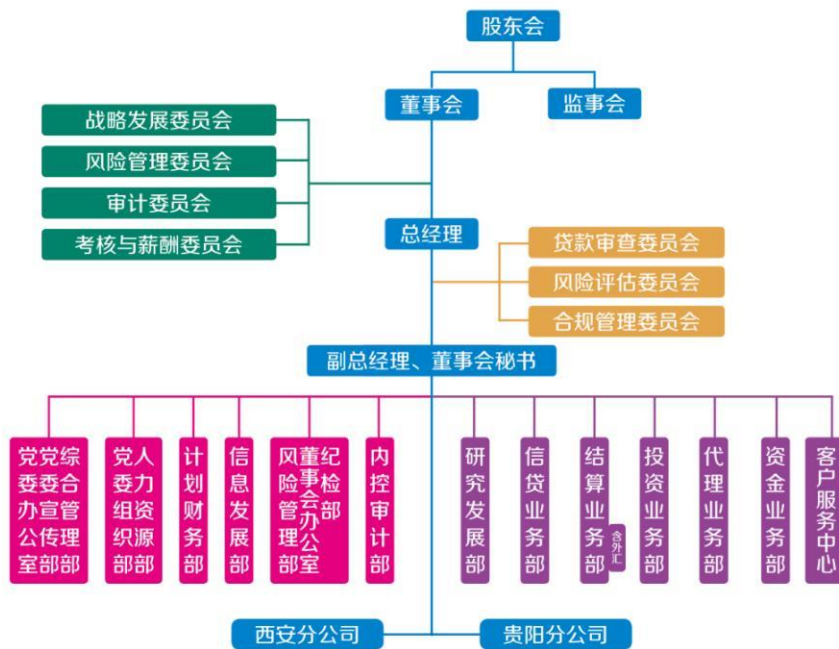 股东会
董事会
监事会
战略发展委员会
风险管理委员会
审计委员会
考核与薪酬委员会
总经理
贷款审查委员会
风险评估委员会
合规管理委员会
副总经理、董事会秘书
党委办公室
党委宣传部
综合管理部
党委组织部
人力资源部
计划财务部
信息发展部
风险管理部
董事会办公室
纪检部
内控审计部
研究发展部
信贷业务部
结算业务部
含外汇
投资业务部
代理业务部
资金业务部
客户服务中心
西安分公司
贵阳分公司